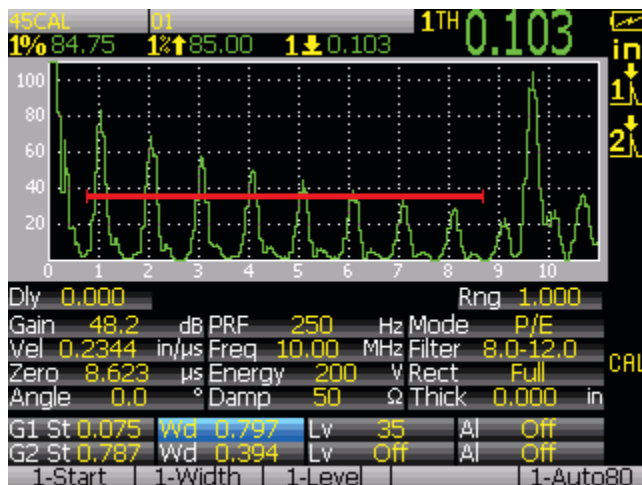 45CAL 01 1TH 0.103
1% 84.75 1%↑ 85.00 1↓ 0.103 in
100
80
60
40
20
0 1 2 3 4 5 6 7 8 9 10
1
2
Dly 0.000 Rng 1.000
Gain 48.2 dB PRF 250 Hz Mode P/E
Vel 0.2344 in/µs Freq 10.00 MHz Filter 8.0-12.0
Zero 8.623 µs Energy 200 V Rect Full
CAL
Angle 0.0 ° Damp 50 Ω Thick 0.000 in
G1 St 0.075 Wd 0.797 Lv 35 Al Off
G2 St 0.787 Wd 0.394 Lv Off Al Off
1-Start 1-Width 1-Level 1-Auto80